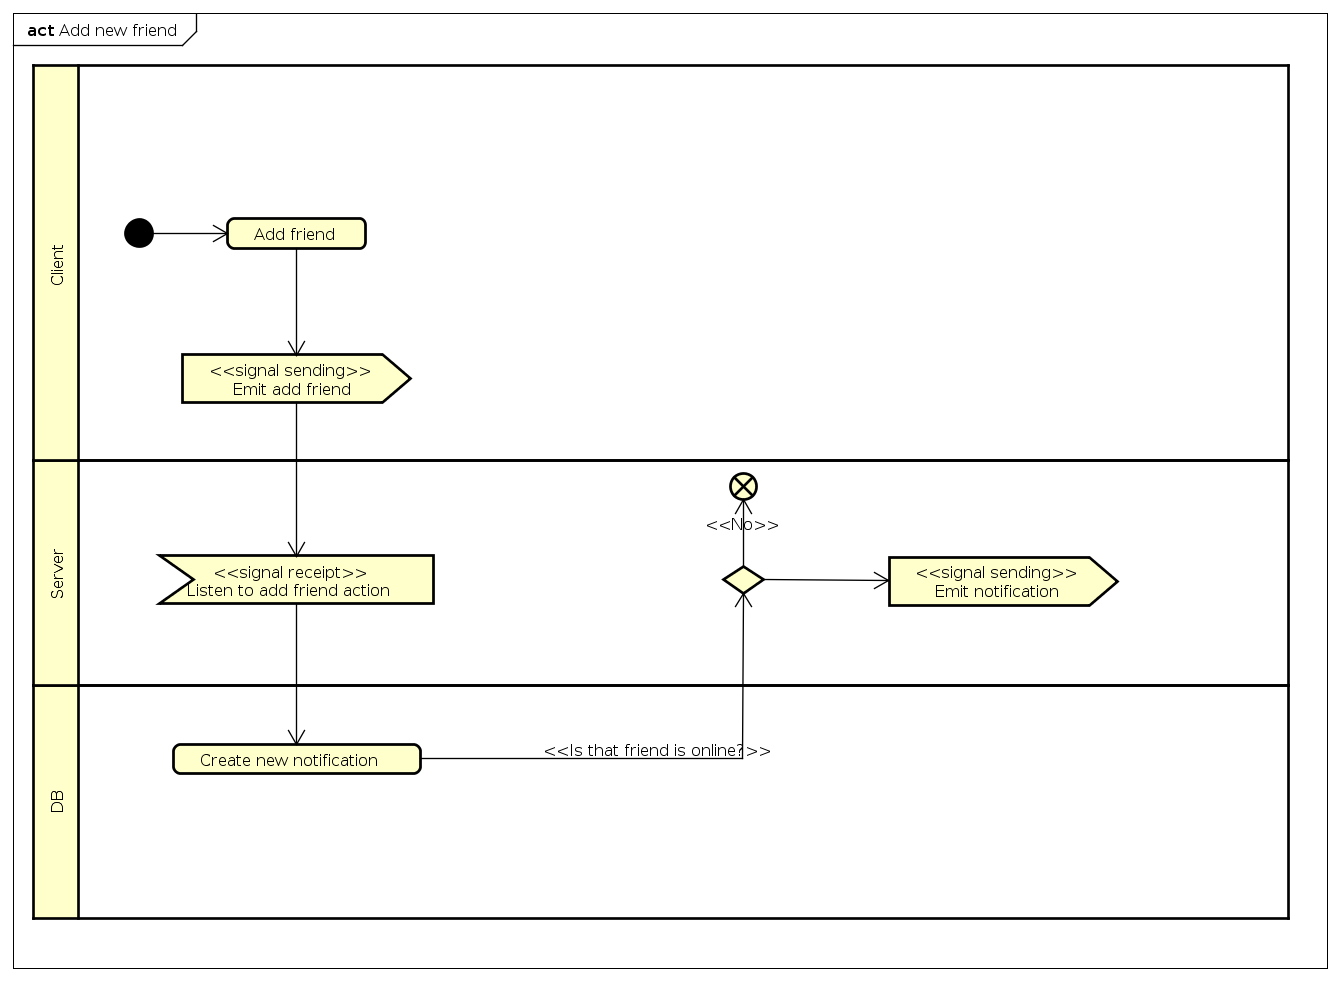 act Add new friend
Client
Add friend
<<signal sending>>
Emit add friend
Server
<<No>>
<<signal receipt>>
Listen to add friend action
<<signal sending>>
Emit notification
DB
<<Is that friend is online?>>
Create new notification